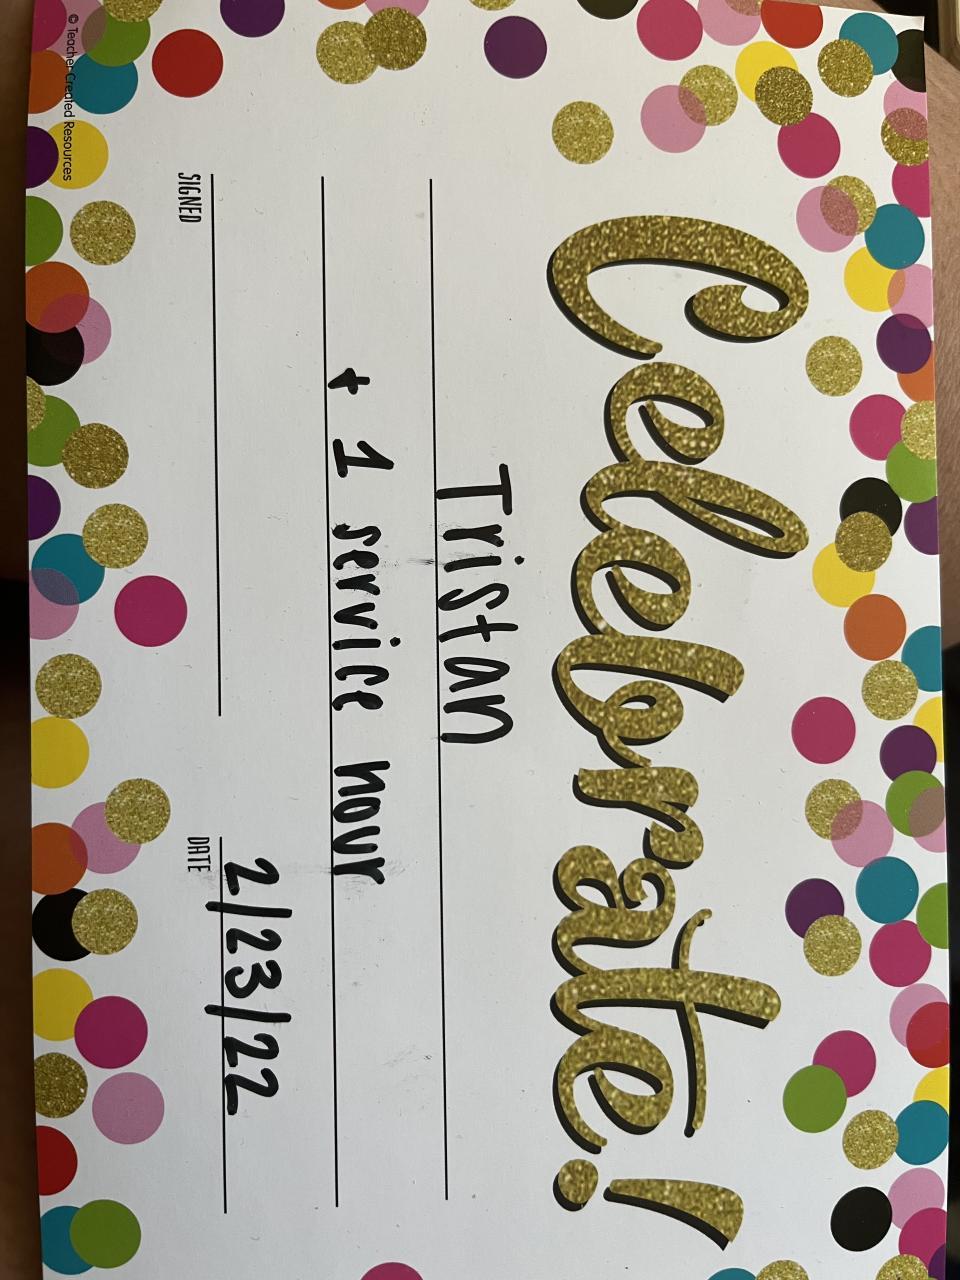 Celebrate!
Tristan
+ 1 service hour
2/23/22
SIGNED
DATE
© Teacher Created Resources